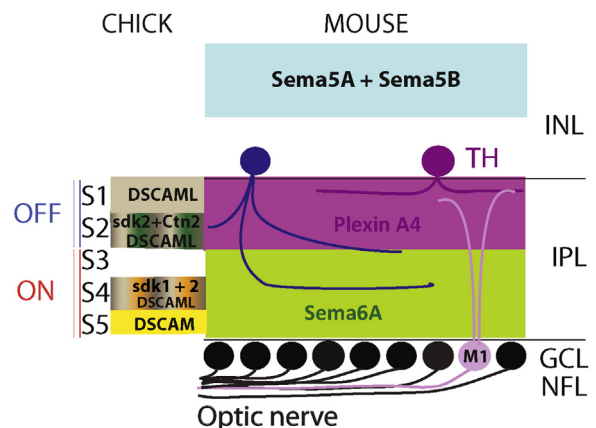 CHICK MOUSE
Sema5A + Sema5B
INL
TH
S1 DSCAML
OFF
S2 sdk2+Ctn2
DSCAML
Plexin A4
S3
IPL
ON
S4 sdk1 + 2
DSCAML
Sema6A
S5 DSCAM
M1 GCL
NFL
Optic nerve